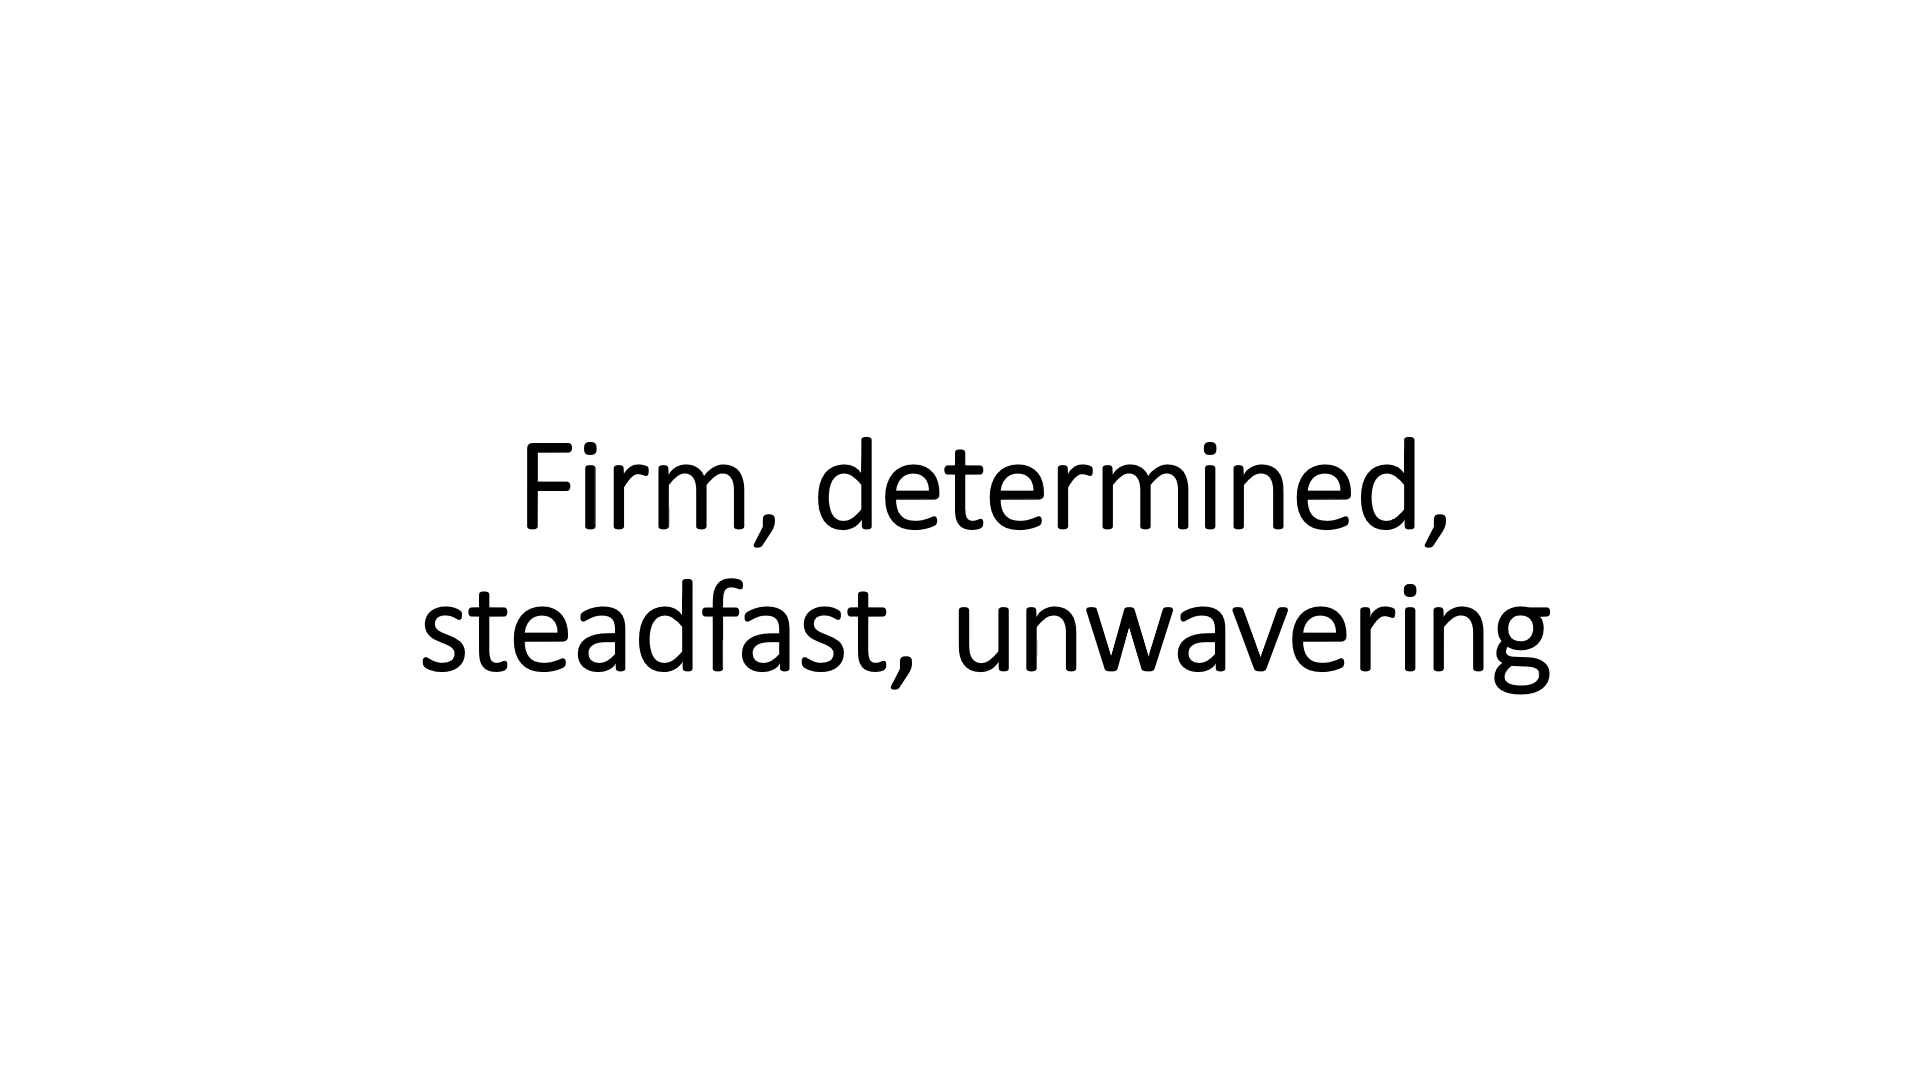 Firm, determined,
steadfast, unwavering